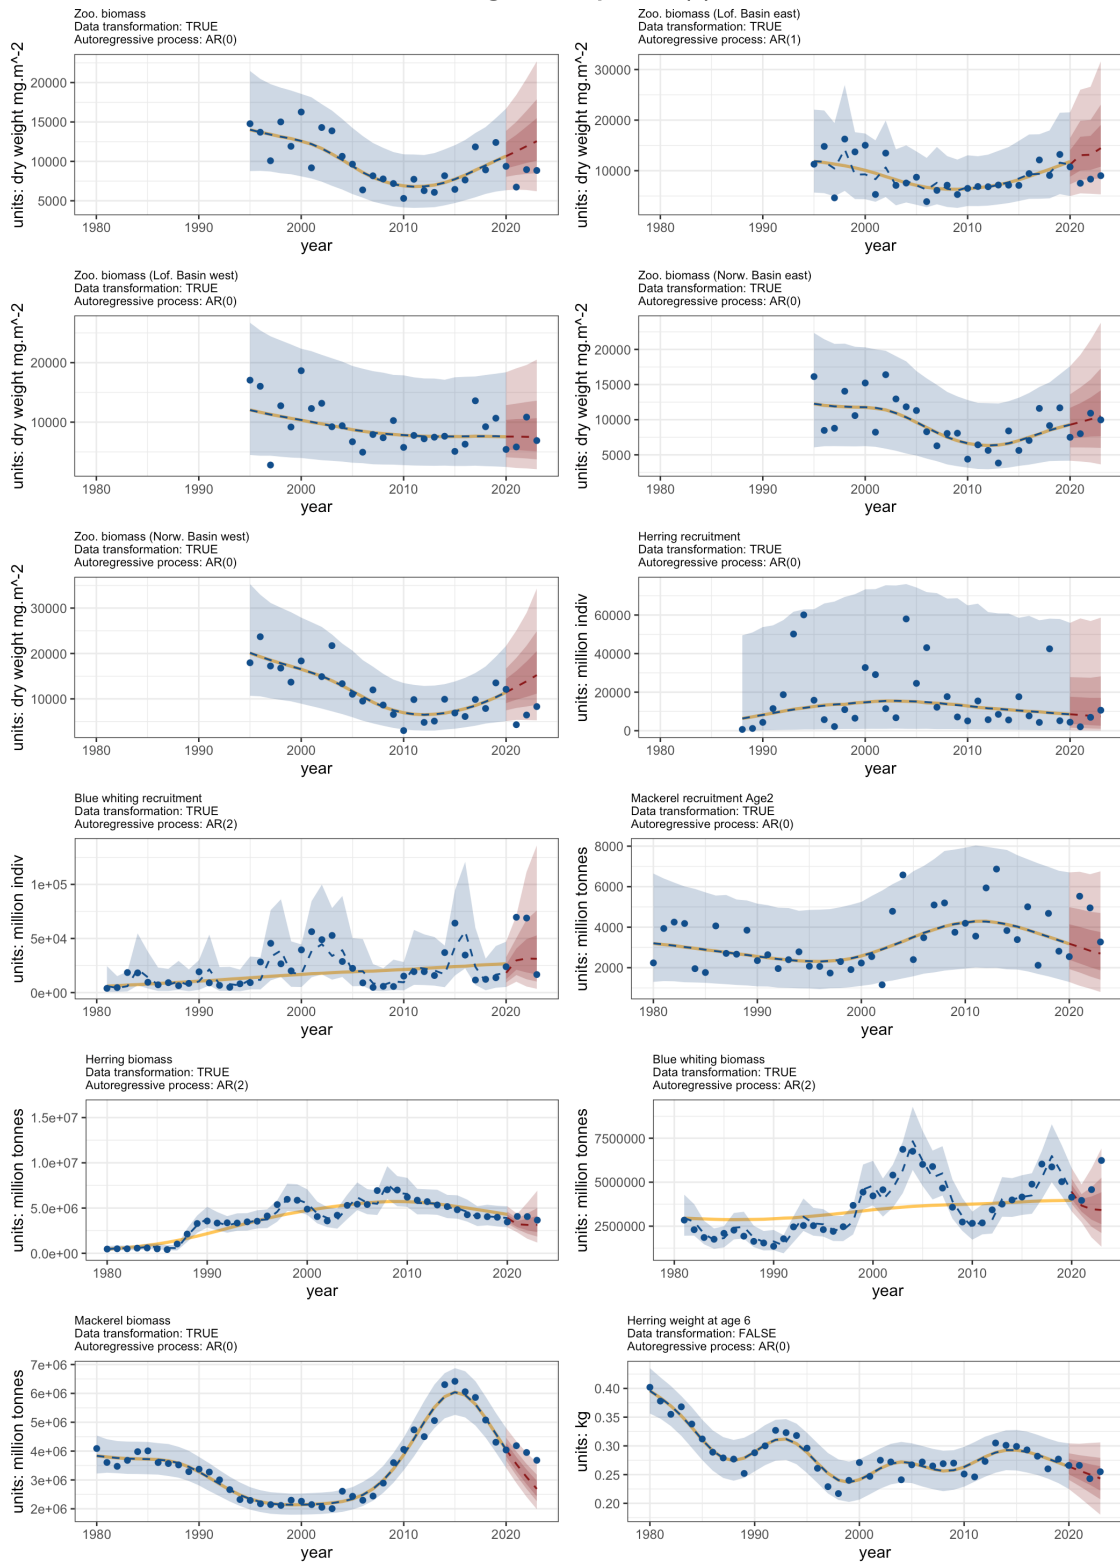 Zoo. biomass
Data transformation: TRUE
Autoregressive process: AR(0)
units: dry weight mg.m^-2
20000
15000
10000
5000
1980 1990 2000 2010 2020
year
Zoo. biomass (Lof. Basin east)
Data transformation: TRUE
Autoregressive process: AR(1)
units: dry weight mg.m^-2
30000
20000
10000
1980 1990 2000 2010 2020
year
Zoo. biomass (Lof. Basin west)
Data transformation: TRUE
Autoregressive process: AR(0)
units: dry weight mg.m^-2
20000
10000
1980 1990 2000 2010 2020
year
Zoo. biomass (Norw. Basin east)
Data transformation: TRUE
Autoregressive process: AR(0)
units: dry weight mg.m^-2
20000
15000
10000
5000
1980 1990 2000 2010 2020
year
Zoo. biomass (Norw. Basin west)
Data transformation: TRUE
Autoregressive process: AR(0)
units: dry weight mg.m^-2
30000
20000
10000
1980 1990 2000 2010 2020
year
Herring recruitment
Data transformation: TRUE
Autoregressive process: AR(0)
units: million indiv
60000
40000
20000
0
1980 1990 2000 2010 2020
year
Blue whiting recruitment
Data transformation: TRUE
Autoregressive process: AR(2)
units: million indiv
1e+05
5e+04
0e+00
1980 1990 2000 2010 2020
year
Mackerel recruitment Age2
Data transformation: TRUE
Autoregressive process: AR(0)
units: million tonnes
8000
6000
4000
2000
1980 1990 2000 2010 2020
year
Herring biomass
Data transformation: TRUE
Autoregressive process: AR(2)
units: million tonnes
1.5e+07
1.0e+07
5.0e+06
0.0e+00
1980 1990 2000 2010 2020
year
Blue whiting biomass
Data transformation: TRUE
Autoregressive process: AR(2)
units: million tonnes
7500000
5000000
2500000
1980 1990 2000 2010 2020
year
Mackerel biomass
Data transformation: TRUE
Autoregressive process: AR(0)
units: million tonnes
7e+06
6e+06
5e+06
4e+06
3e+06
2e+06
1980 1990 2000 2010 2020
year
Herring weight at age 6
Data transformation: FALSE
Autoregressive process: AR(0)
units: kg
0.40
0.35
0.30
0.25
0.20
1980 1990 2000 2010 2020
year